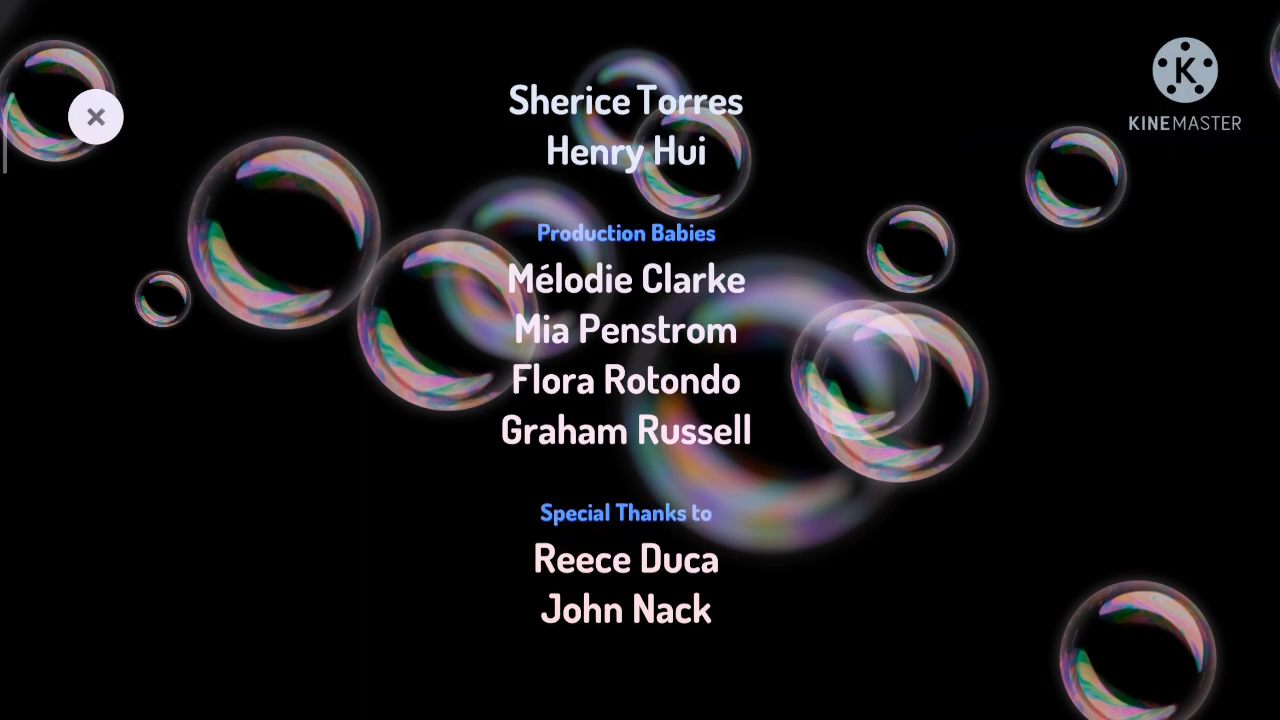 Sherice Torres
Henry Hui
Production Babies
Mélodie Clarke
Mia Penstrom
Flora Rotondo
Graham Russell
Special Thanks to
Reece Duca
John Nack
K
KINEMASTER